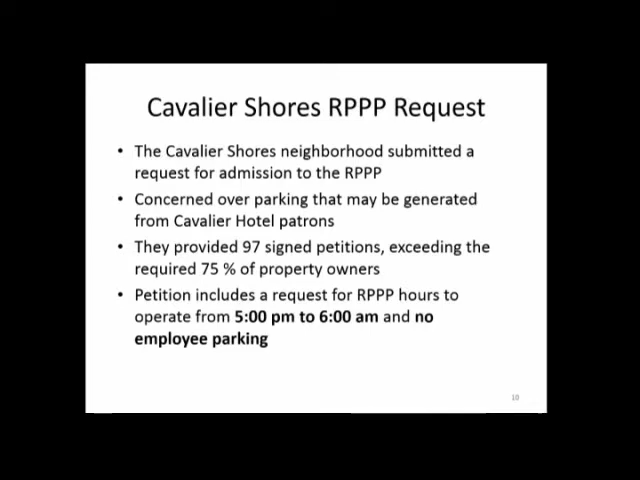 Cavalier Shores RPPP Request
• The Cavalier Shores neighborhood submitted a
request for admission to the RPPP
• Concerned over parking that may be generated
from Cavalier Hotel patrons
• They provided 97 signed petitions, exceeding the
required 75 % of property owners
• Petition includes a request for RPPP hours to
operate from 5:00 pm to 6:00 am and no
employee parking
10